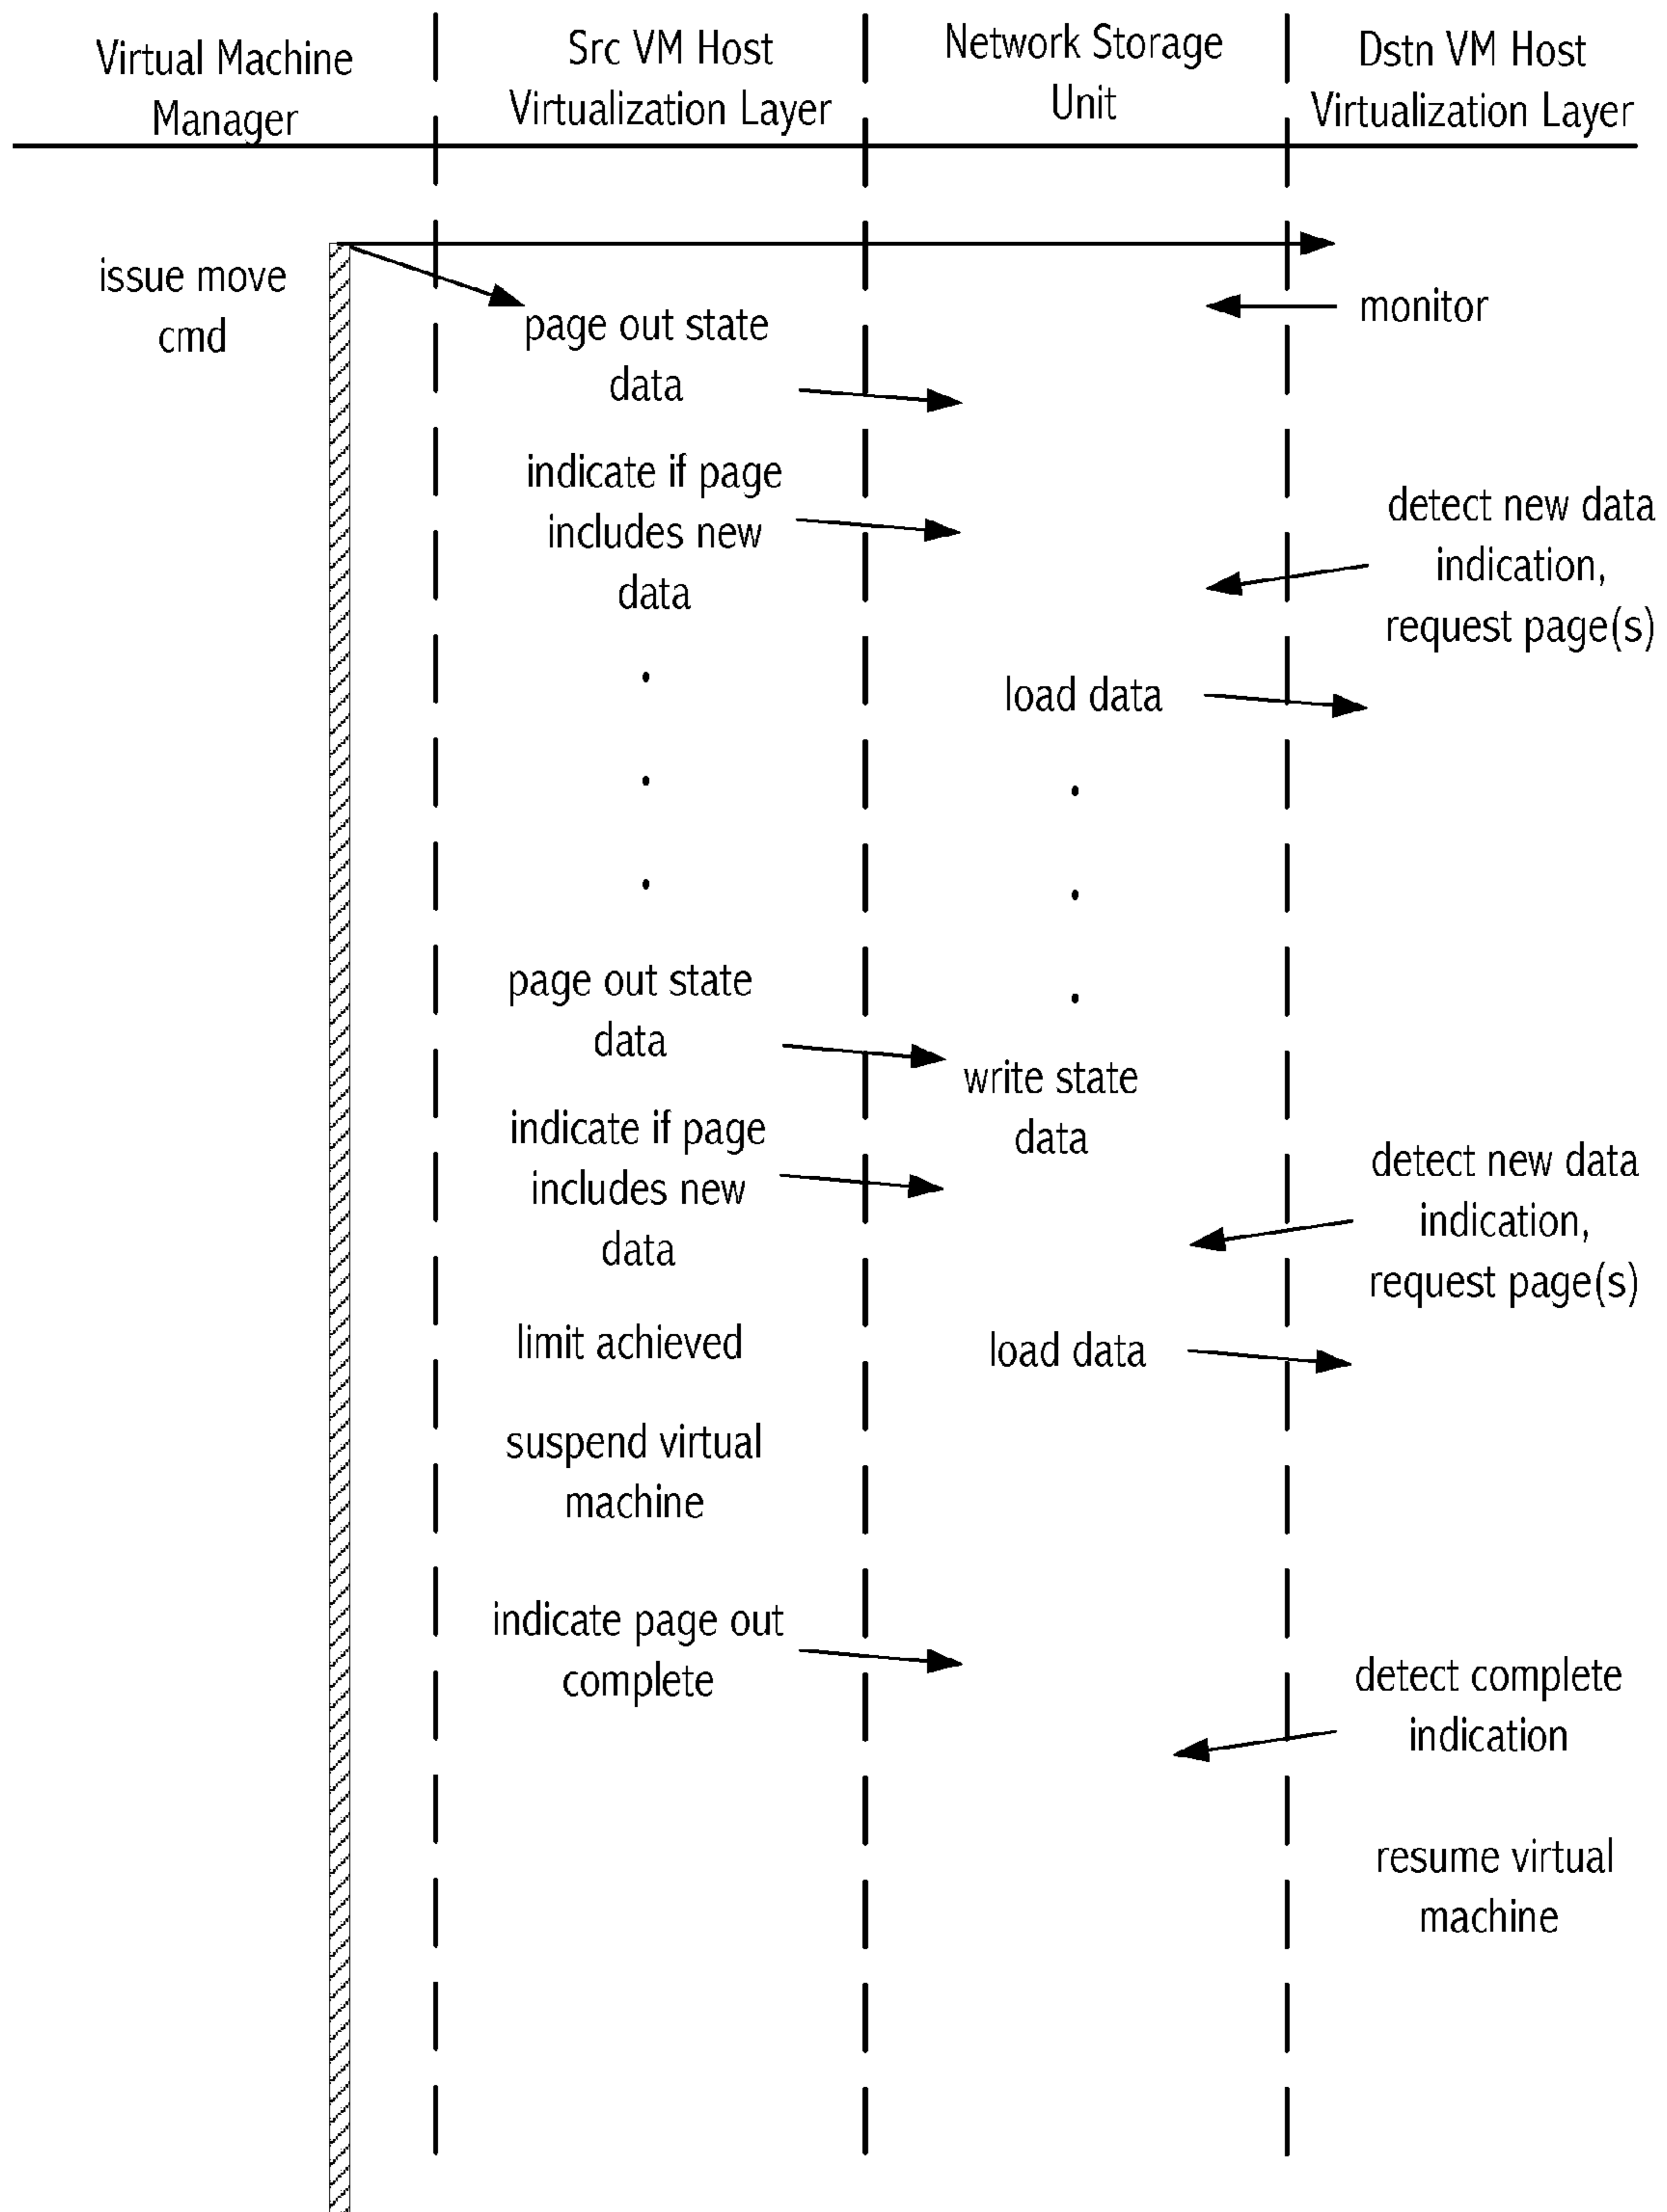 Virtual Machine
Manager
Src VM Host
Virtualization Layer
Network Storage
Unit
Dstn VM Host
Virtualization Layer
issue move
cmd
page out state
data
monitor
indicate if page
includes new
data
detect new data
indication,
request page(s)
load data
page out state
data
write state
data
indicate if page
includes new
data
detect new data
indication,
request page(s)
limit achieved
load data
suspend virtual
machine
indicate page out
complete
detect complete
indication
resume virtual
machine